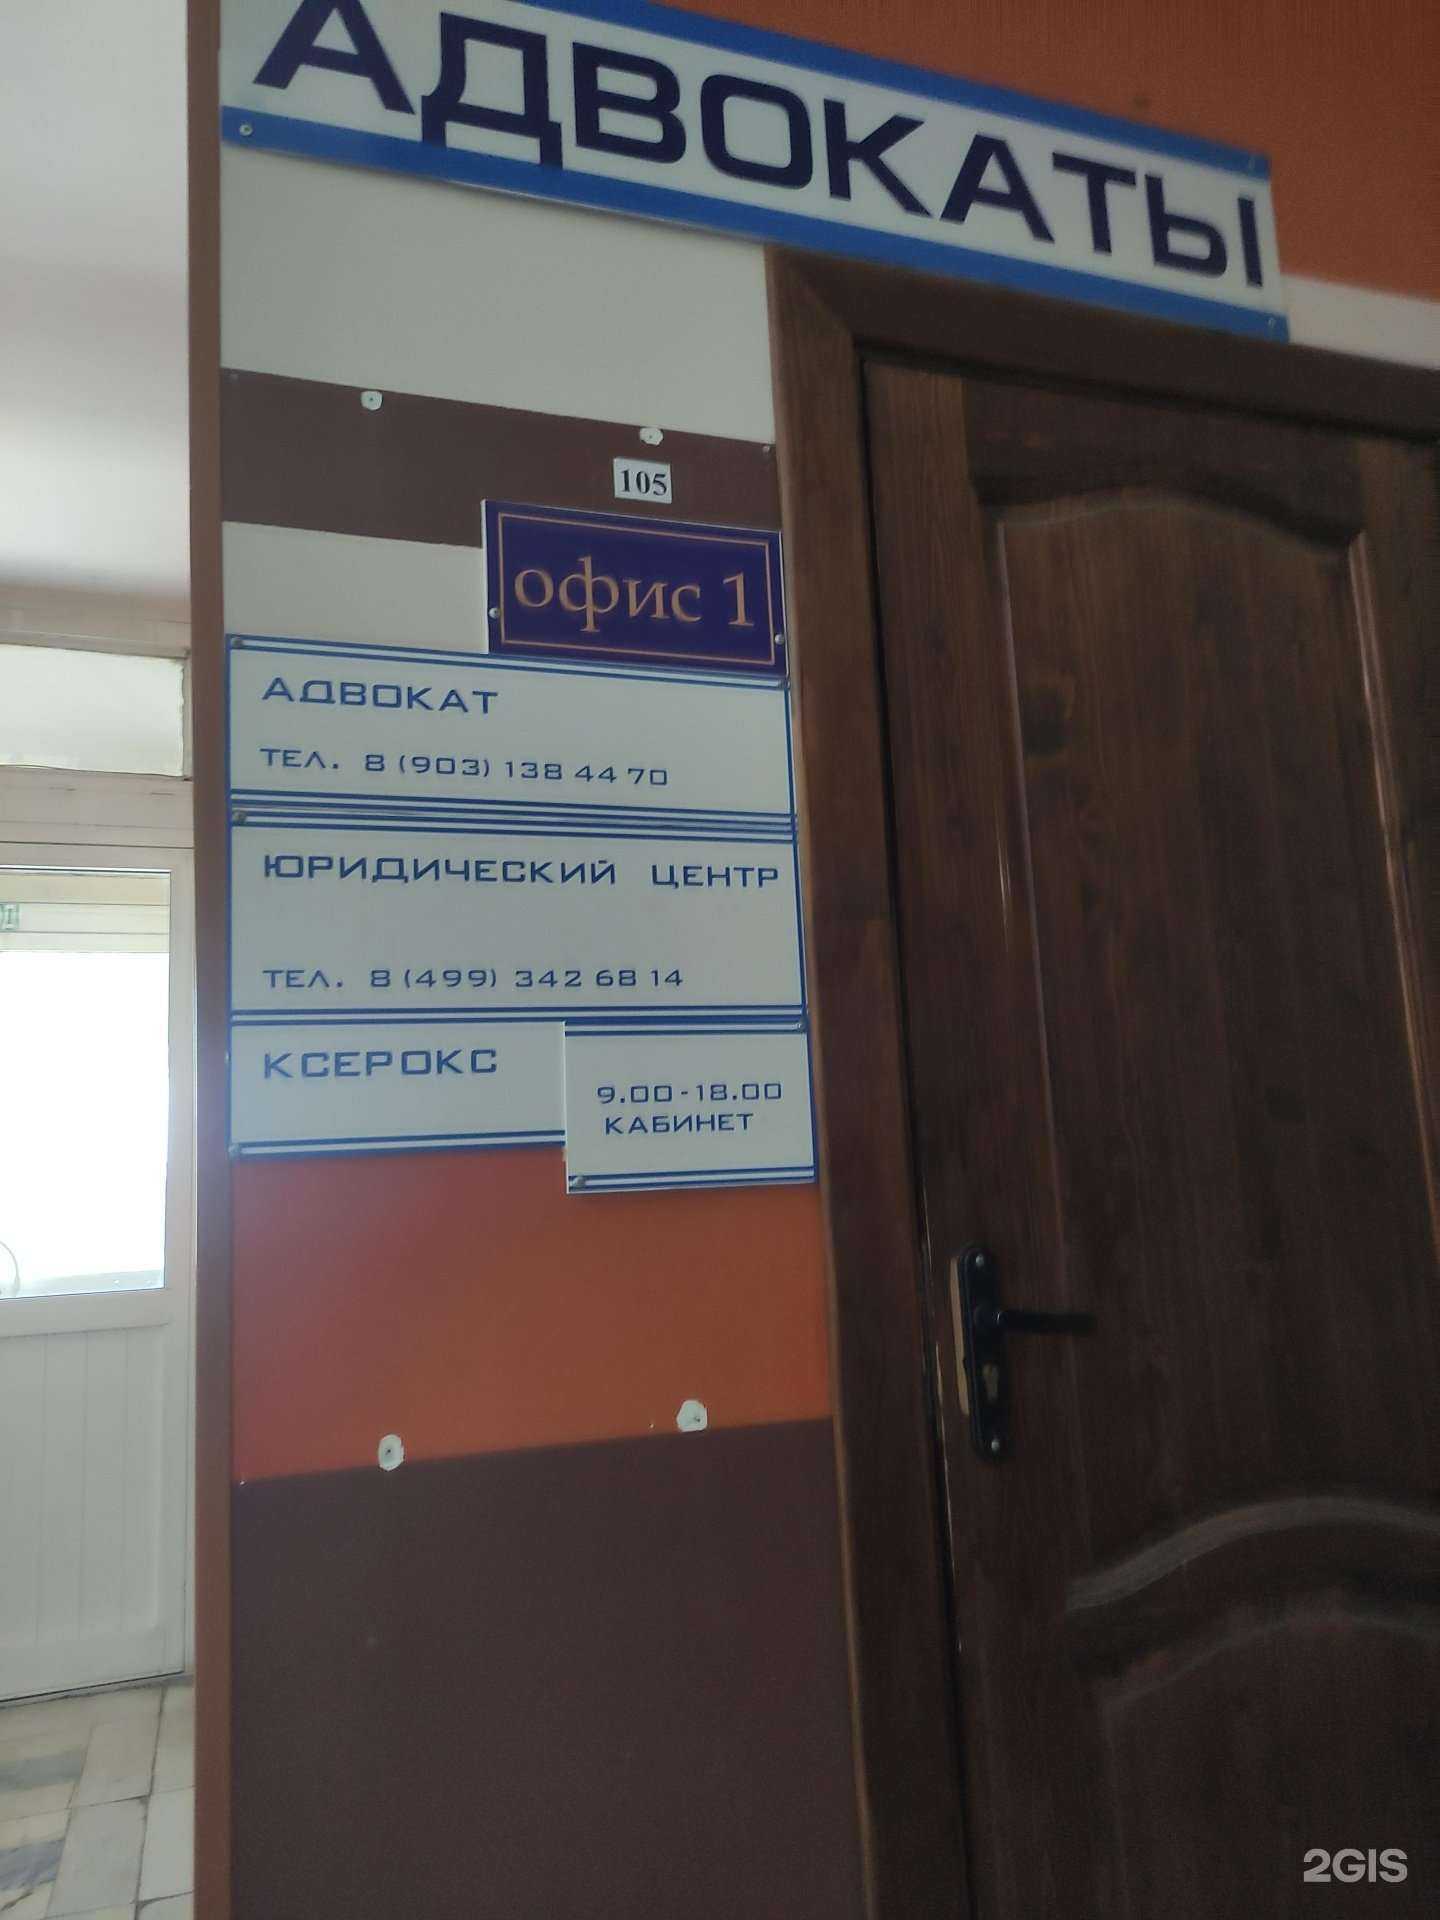 АДВОКАТЫ
105
офис 1
АДВОКАТ
ТЕЛ. 8 (903) 138 44 70
ЮРИДИЧЕСКИЙ ЦЕНТР
ТЕЛ. 8 (499) 342 68 14
КСЕРОКС
9.00-18.00
КАБИНЕТ
2GIS